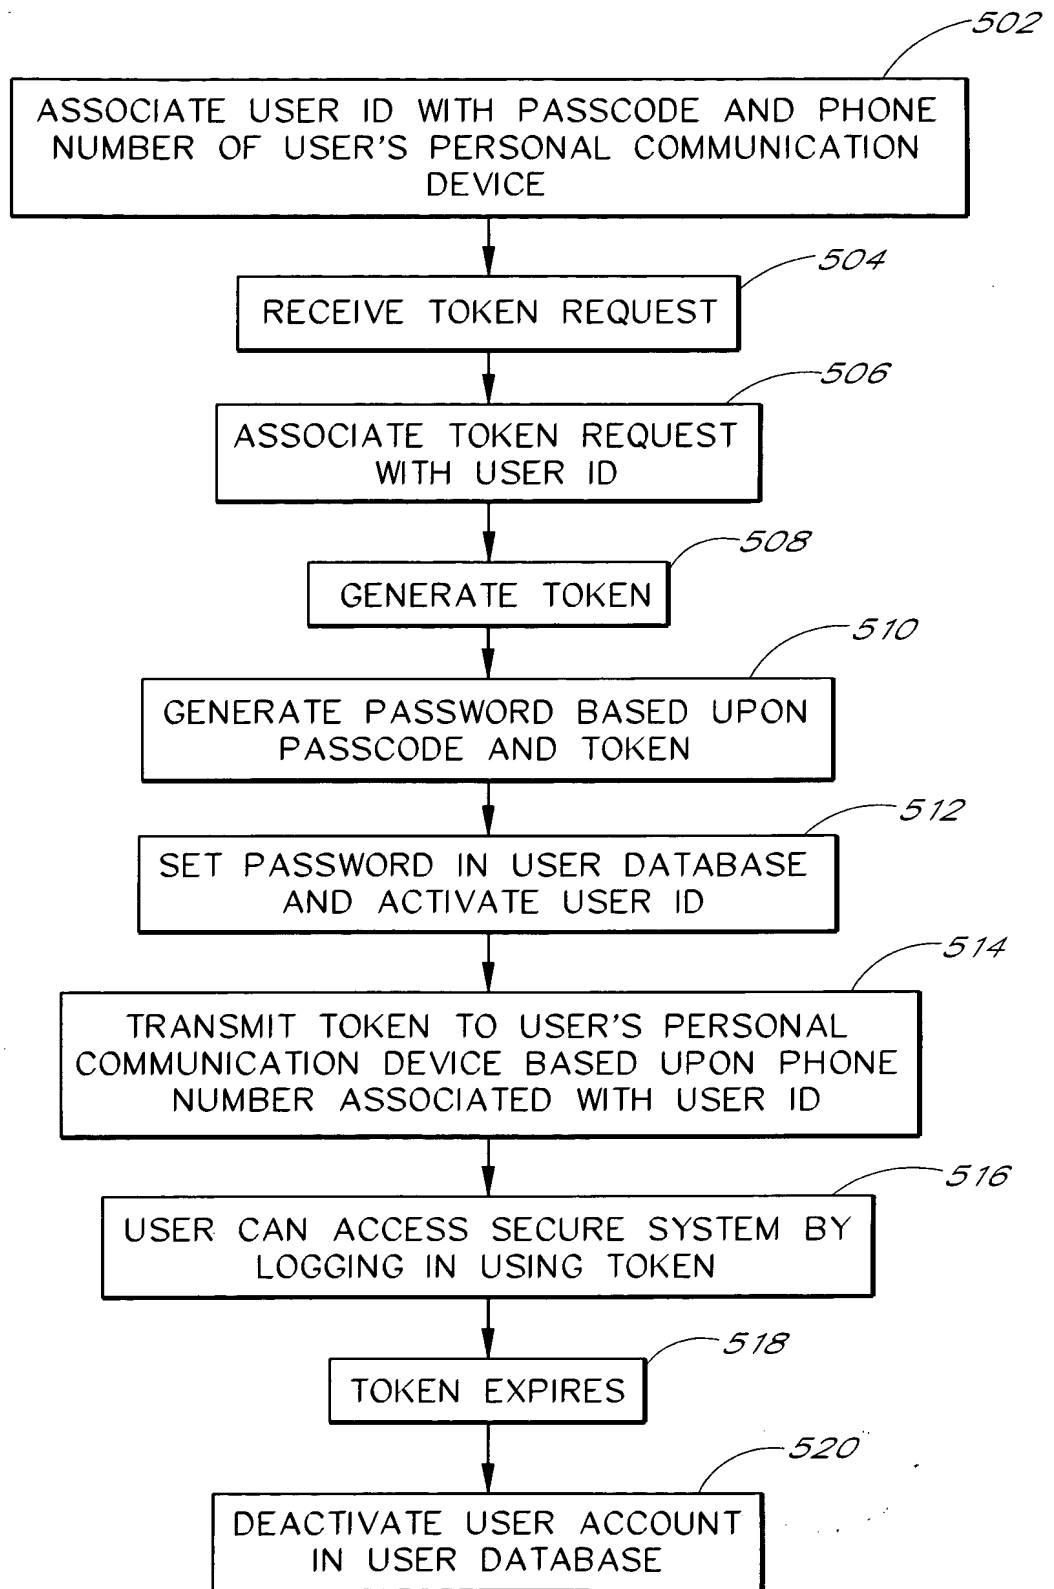 502
ASSOCIATE USER ID WITH PASSCODE AND PHONE
NUMBER OF USER'S PERSONAL COMMUNICATION
DEVICE
504
RECEIVE TOKEN REQUEST
506
ASSOCIATE TOKEN REQUEST
WITH USER ID
508
GENERATE TOKEN
510
GENERATE PASSWORD BASED UPON
PASSCODE AND TOKEN
512
SET PASSWORD IN USER DATABASE
AND ACTIVATE USER ID
514
TRANSMIT TOKEN TO USER'S PERSONAL
COMMUNICATION DEVICE BASED UPON PHONE
NUMBER ASSOCIATED WITH USER ID
516
USER CAN ACCESS SECURE SYSTEM BY
LOGGING IN USING TOKEN
518
TOKEN EXPIRES
520
DEACTIVATE USER ACCOUNT
IN USER DATABASE